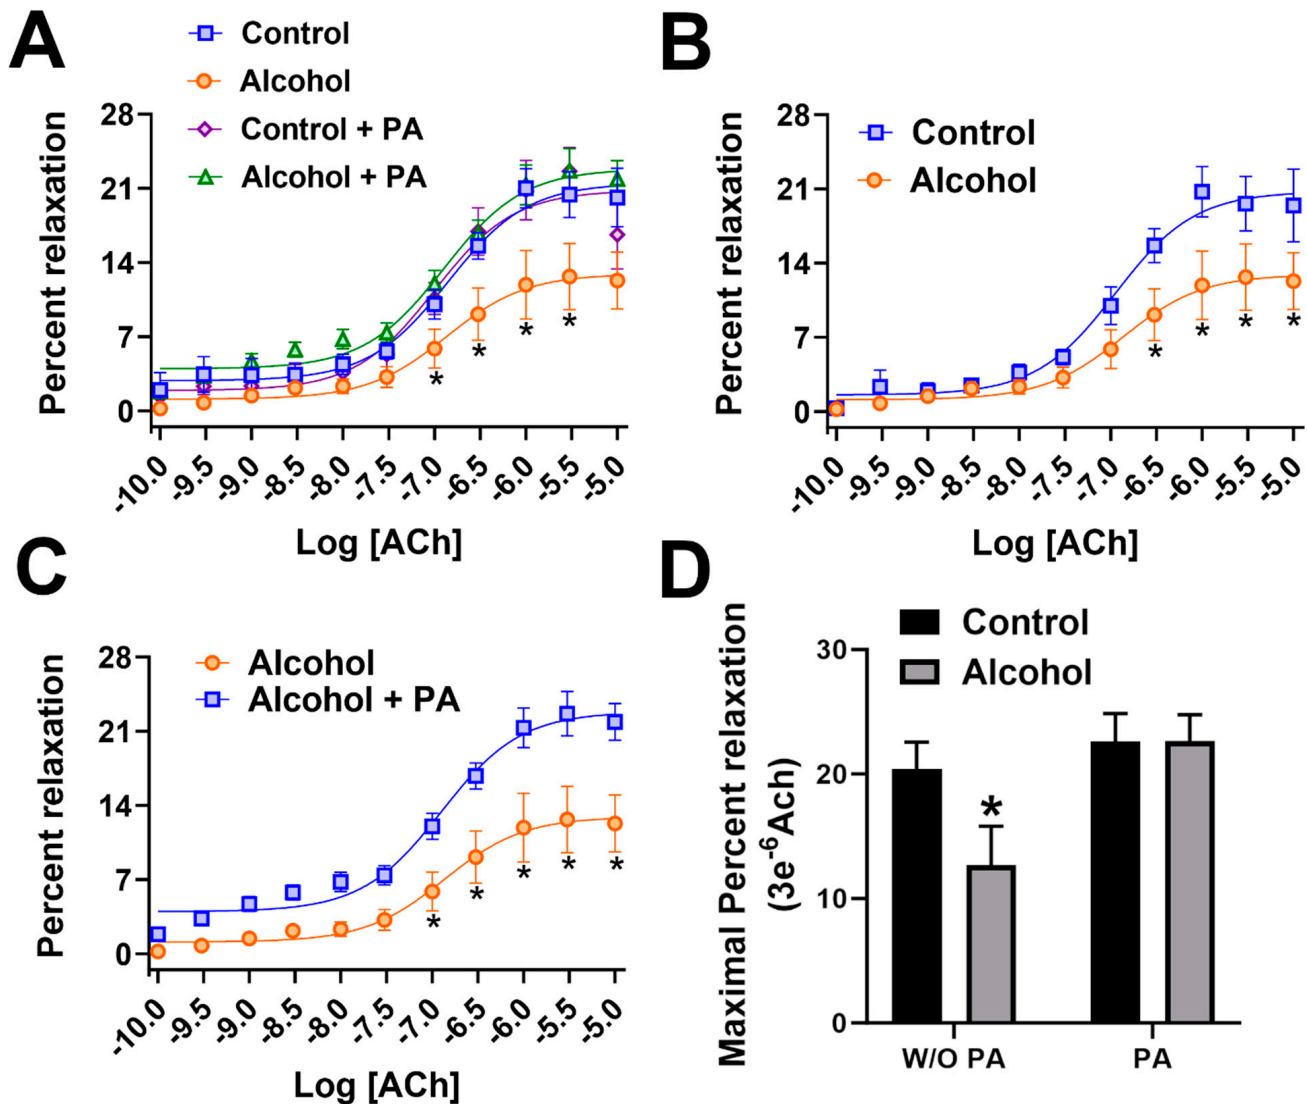 A
Control
Alcohol
Control + PA
Alcohol + PA
Percent relaxation
28
21
14
7
0
-10.0
-9.5
-9.0
-8.5
-8.0
-7.5
-7.0
-6.5
-6.0
-5.5
-5.0
Log [ACh]
* * * *
B
Control
Alcohol
Percent relaxation
28
21
14
7
0
-10.0
-9.5
-9.0
-8.5
-8.0
-7.5
-7.0
-6.5
-6.0
-5.5
-5.0
Log [ACh]
* * * *
C
Alcohol
Alcohol + PA
Percent relaxation
28
21
14
7
0
-10.0
-9.5
-9.0
-8.5
-8.0
-7.5
-7.0
-6.5
-6.0
-5.5
-5.0
Log [ACh]
* * * * *
D
Control
Alcohol
Maximal Percent relaxation
(3e-6Ach)
30
20
10
0
*
W/O PA
PA